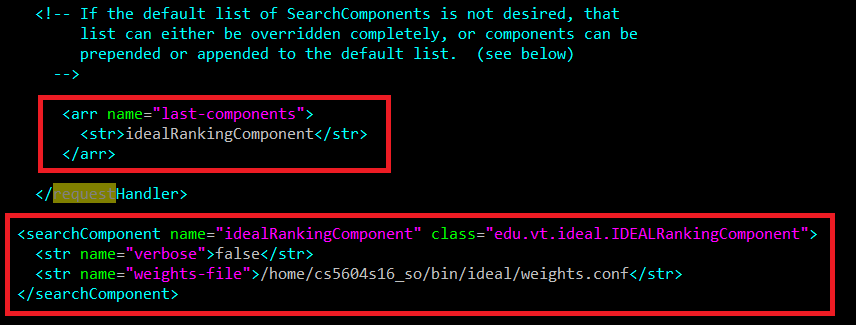 <!-- If the default list of SearchComponents is not desired, that
list can either be overridden completely, or components can be
prepended or appended to the default list.  (see below)
-->
<arr name="last-components">
<str>idealRankingComponent</str>
</arr>
</requestHandler>
<searchComponent name="idealRankingComponent" class="edu.vt.ideal.IDEALRankingComponent">
<str name="verbose">false</str>
<str name="weights-file">/home/cs5604s16_so/bin/ideal/weights.conf</str>
</searchComponent>